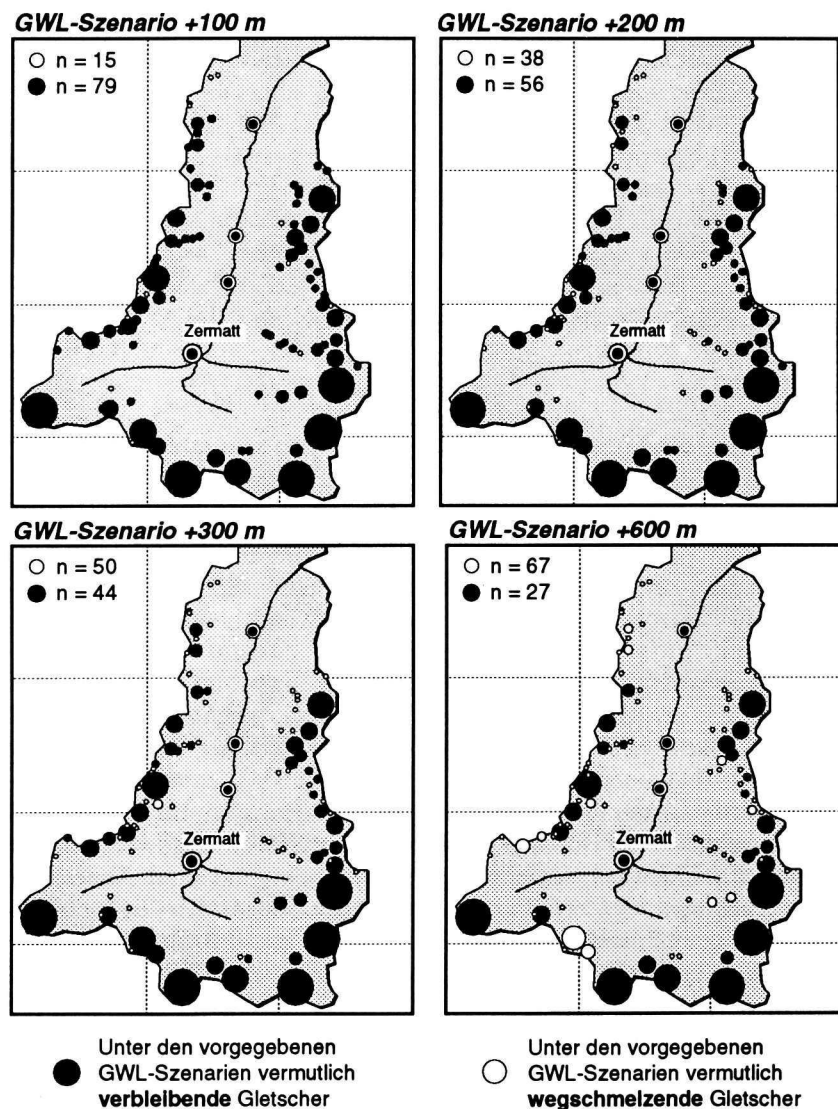 GWL-Szenario +100 m
n = 15
n = 79
Zermatt
GWL-Szenario +200 m
n = 38
n = 56
Zermatt
GWL-Szenario +300 m
n = 50
n = 44
Zermatt
GWL-Szenario +600 m
n = 67
n = 27
Zermatt
Unter den vorgegebenen
GWL-Szenarien vermutlich
verbleibende Gletscher
Unter den vorgegebenen
GWL-Szenarien vermutlich
wegschmelzende Gletscher